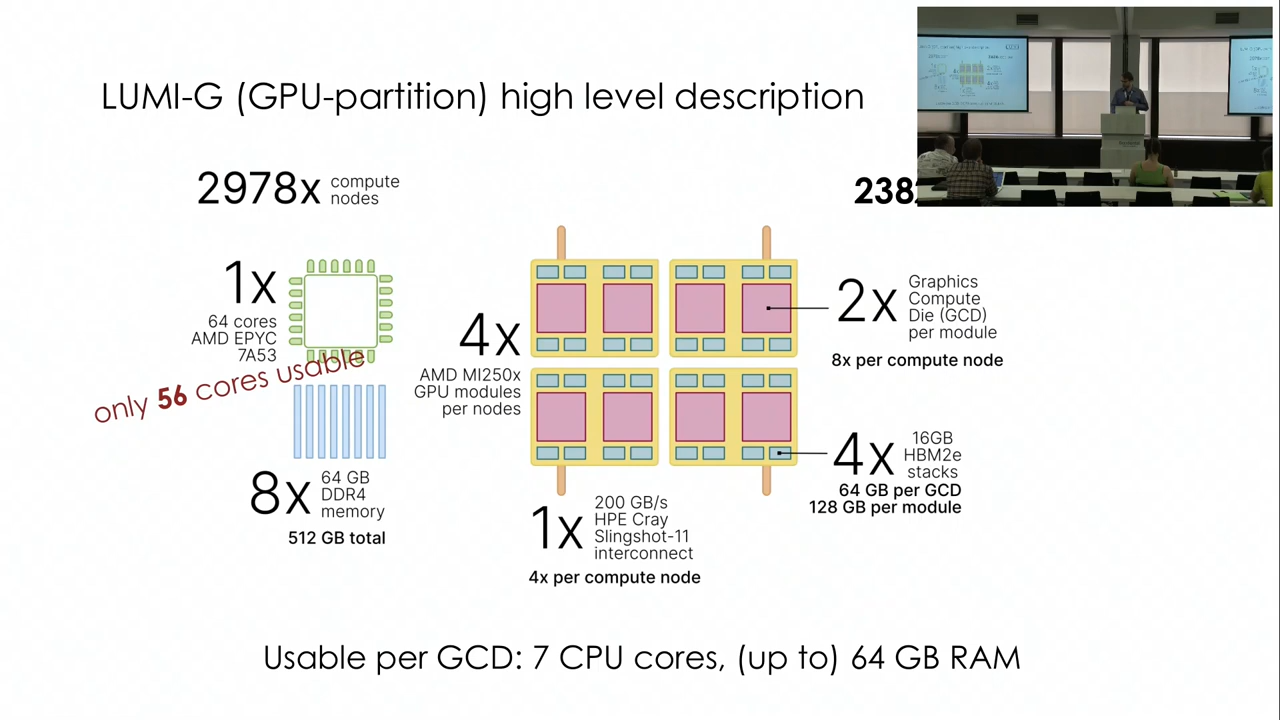 LUMI-G (GPU-partition) high level description
2978x compute
nodes
1x
64 cores
AMD EPYC
7A53
only 56 cores usable
8x
64 GB
DDR4
memory
512 GB total
4x
AMD MI250x
GPU modules
per nodes
1x
200 GB/s
HPE Cray
Slingshot-11
interconnect
4x per compute node
2x
Graphics
Compute
Die (GCD)
per module
8x per compute node
4x
16GB
HBM2e
stacks
64 GB per GCD
128 GB per module
Usable per GCD: 7 CPU cores, (up to) 64 GB RAM